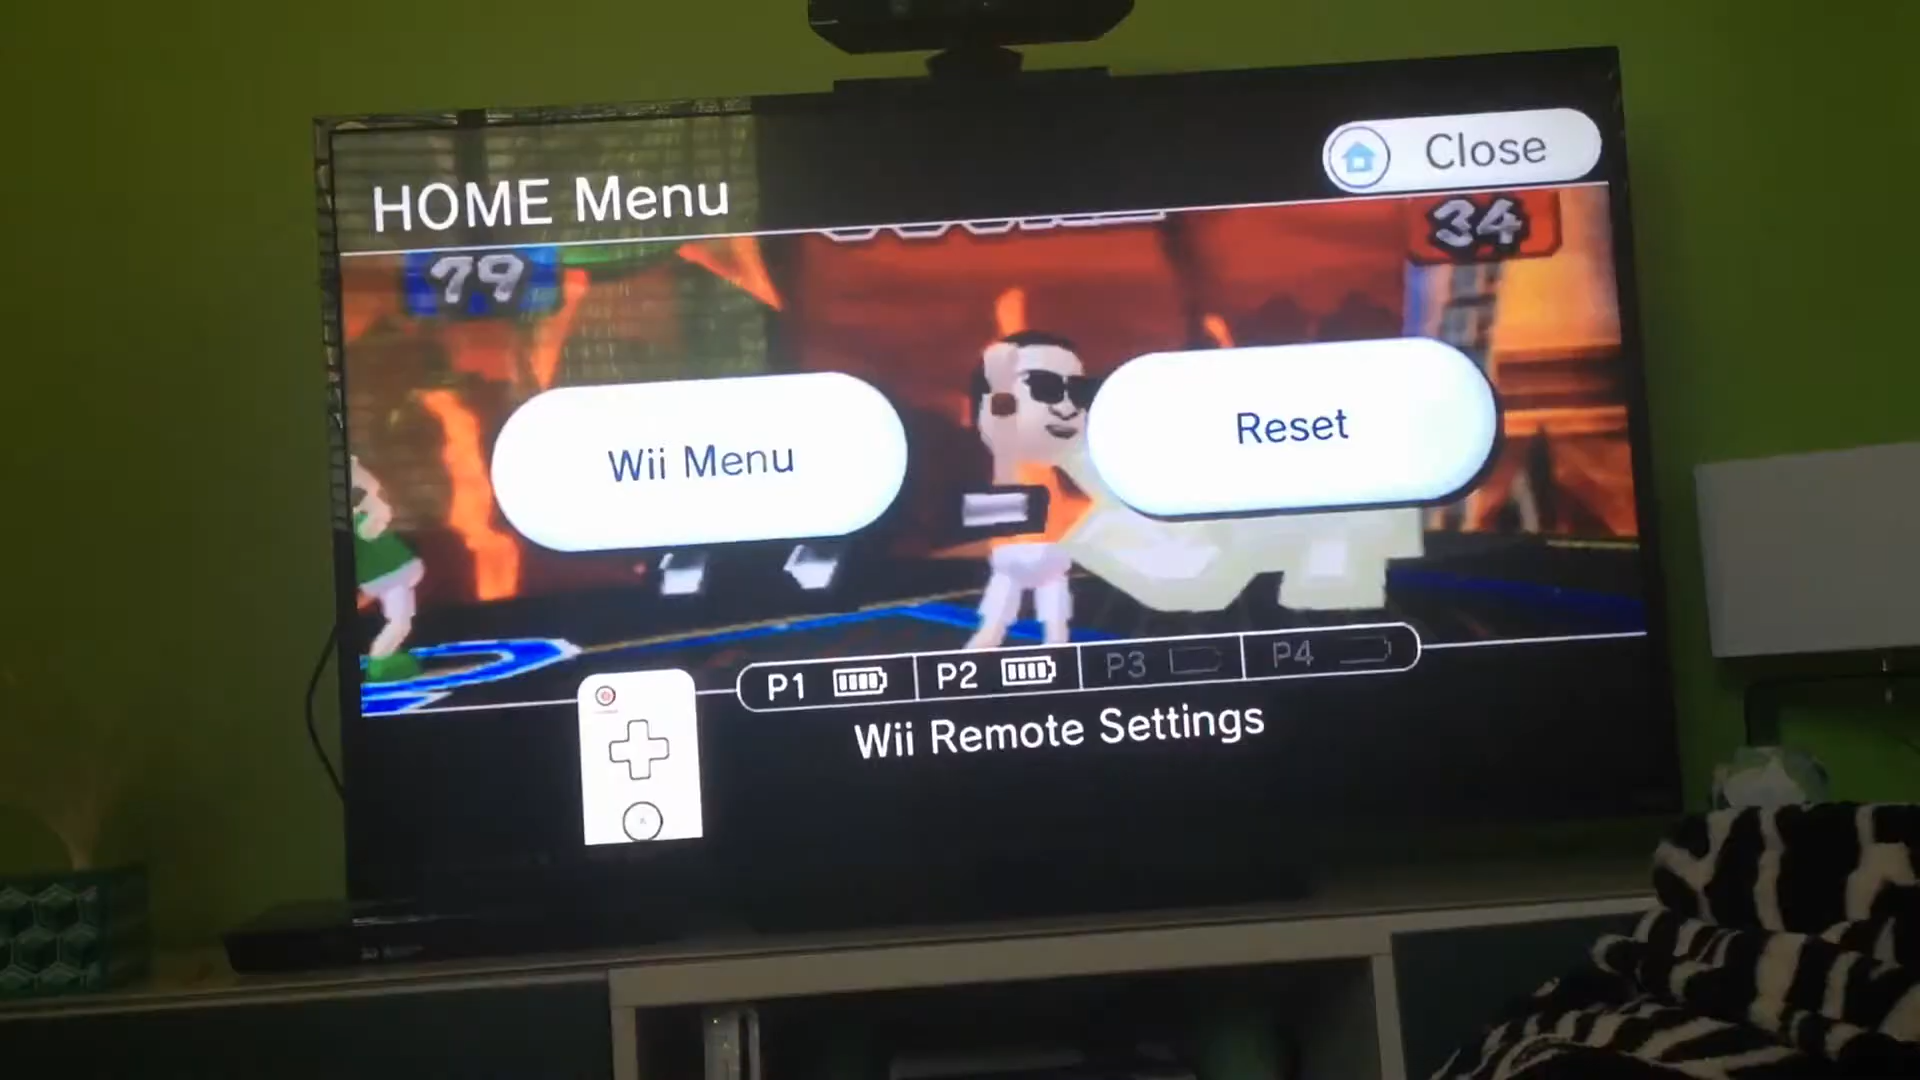 HOME Menu
Close
79
34
Wii Menu
Reset
P1
P2
P3
P4
Wii Remote Settings